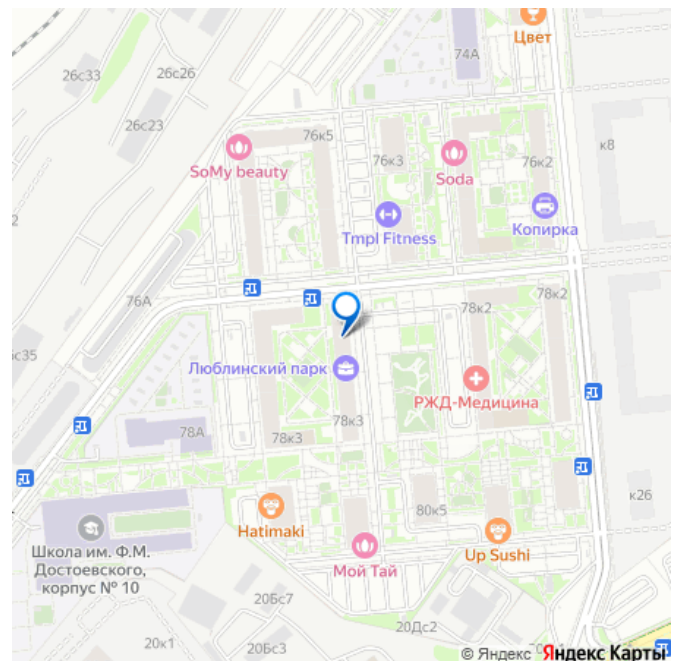 Цвет
26с33
26с26
74А
26с23
76к5
к8
SoMy beauty
76к3
Soda
76к2
Tmpl Fitness
Копирка
76А
78к2
78к2
с35
Люблинский парк
РЖД-Медицина
78А
78к3
78к3
80к5
к26
Hatimaki
Up Sushi
Школа им. Ф.М.
Достоевского,
корпус № 10
Мой Тай
20Бс7
20Дс2
20к1
20Бс3
© Яндекс Яндекс Карты